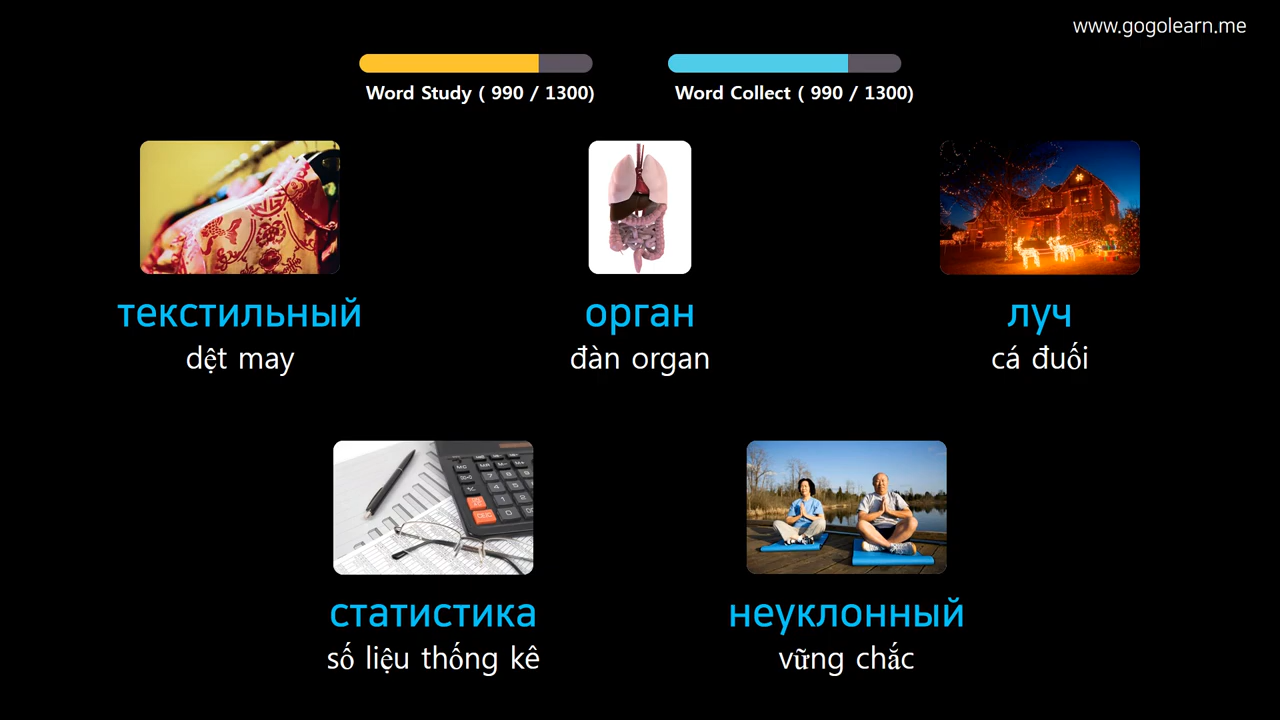 www.gogolearn.me
Word Study ( 990 / 1300)
Word Collect ( 990 / 1300)
текстильный
dệt may
орган
đàn organ
луч
cá đuối
статистика
số liệu thống kê
неуклонный
vững chắc